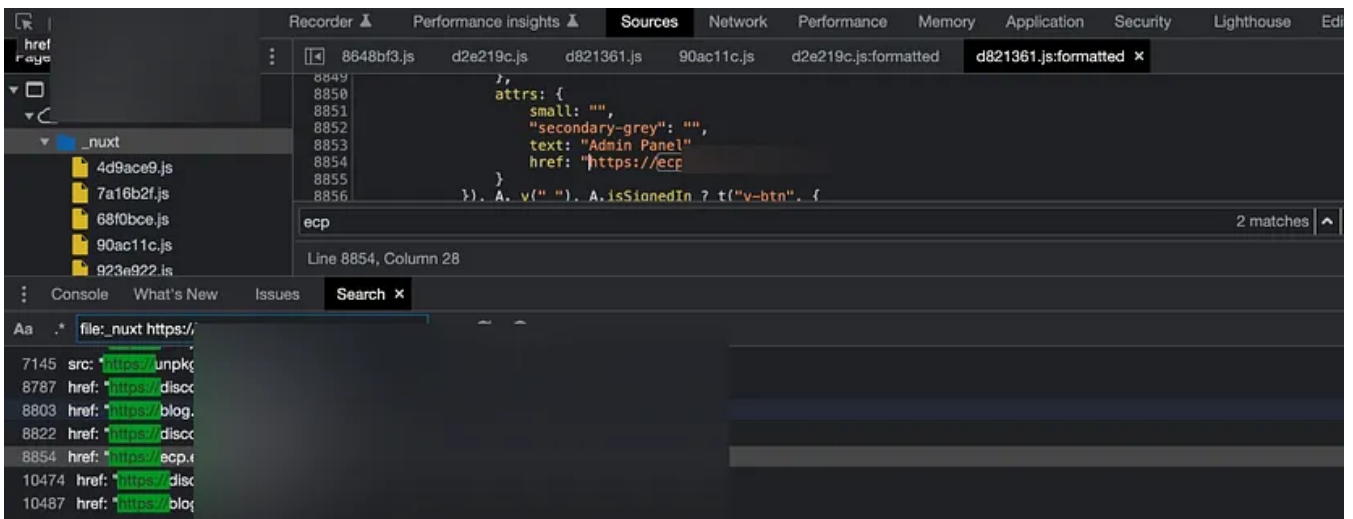 Recorder Performance insights Sources Network Performance Memory Application Security Lighthouse Edi
href
Page
8648bf3.js d2e219c.js d821361.js 90ac11c.js d2e219c.js:formatted d821361.js:formatted ×
8849 },
8850 attrs: {
8851 small: "",
8852 "secondary-grey": "",
8853 text: "Admin Panel"
8854 href: "https://ecp
8855 }
8856 }), A._v(" "), A.isSignedIn ? t("v-btn", {
_nuxt
4d9ace9.js
7a16b2f.js
68f0bce.js
90ac11c.js
923e922.js
ecp 2 matches
Line 8854, Column 28
Console What's New Issues Search ×
Aa .* file:_nuxt https:/
7145 src: "https://unpkg
8787 href: "https://disco
8803 href: "https://blog.
8822 href: "https://disco
8854 href: "https://ecp.e
10474 href: "https://disc
10487 href: "https://blog